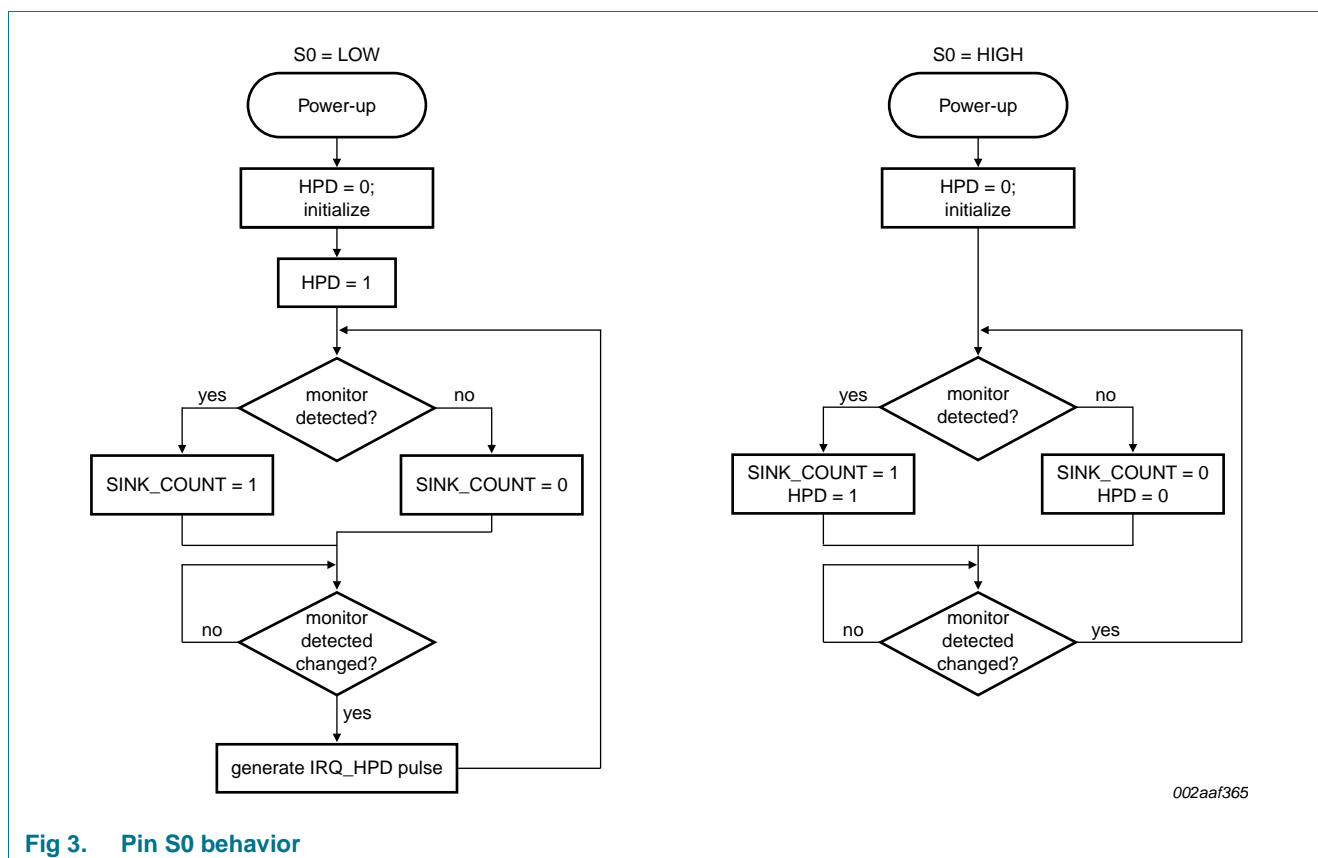 S0 = LOW
Power-up
HPD = 0;
initialize
HPD = 1
monitor
detected?
yes
no
SINK_COUNT = 1
SINK_COUNT = 0
monitor
detected
changed?
no
yes
generate IRQ_HPD pulse
S0 = HIGH
Power-up
HPD = 0;
initialize
monitor
detected?
yes
no
SINK_COUNT = 1
HPD = 1
SINK_COUNT = 0
HPD = 0
monitor
detected
changed?
no
yes
002aaf365
Fig 3. Pin S0 behavior